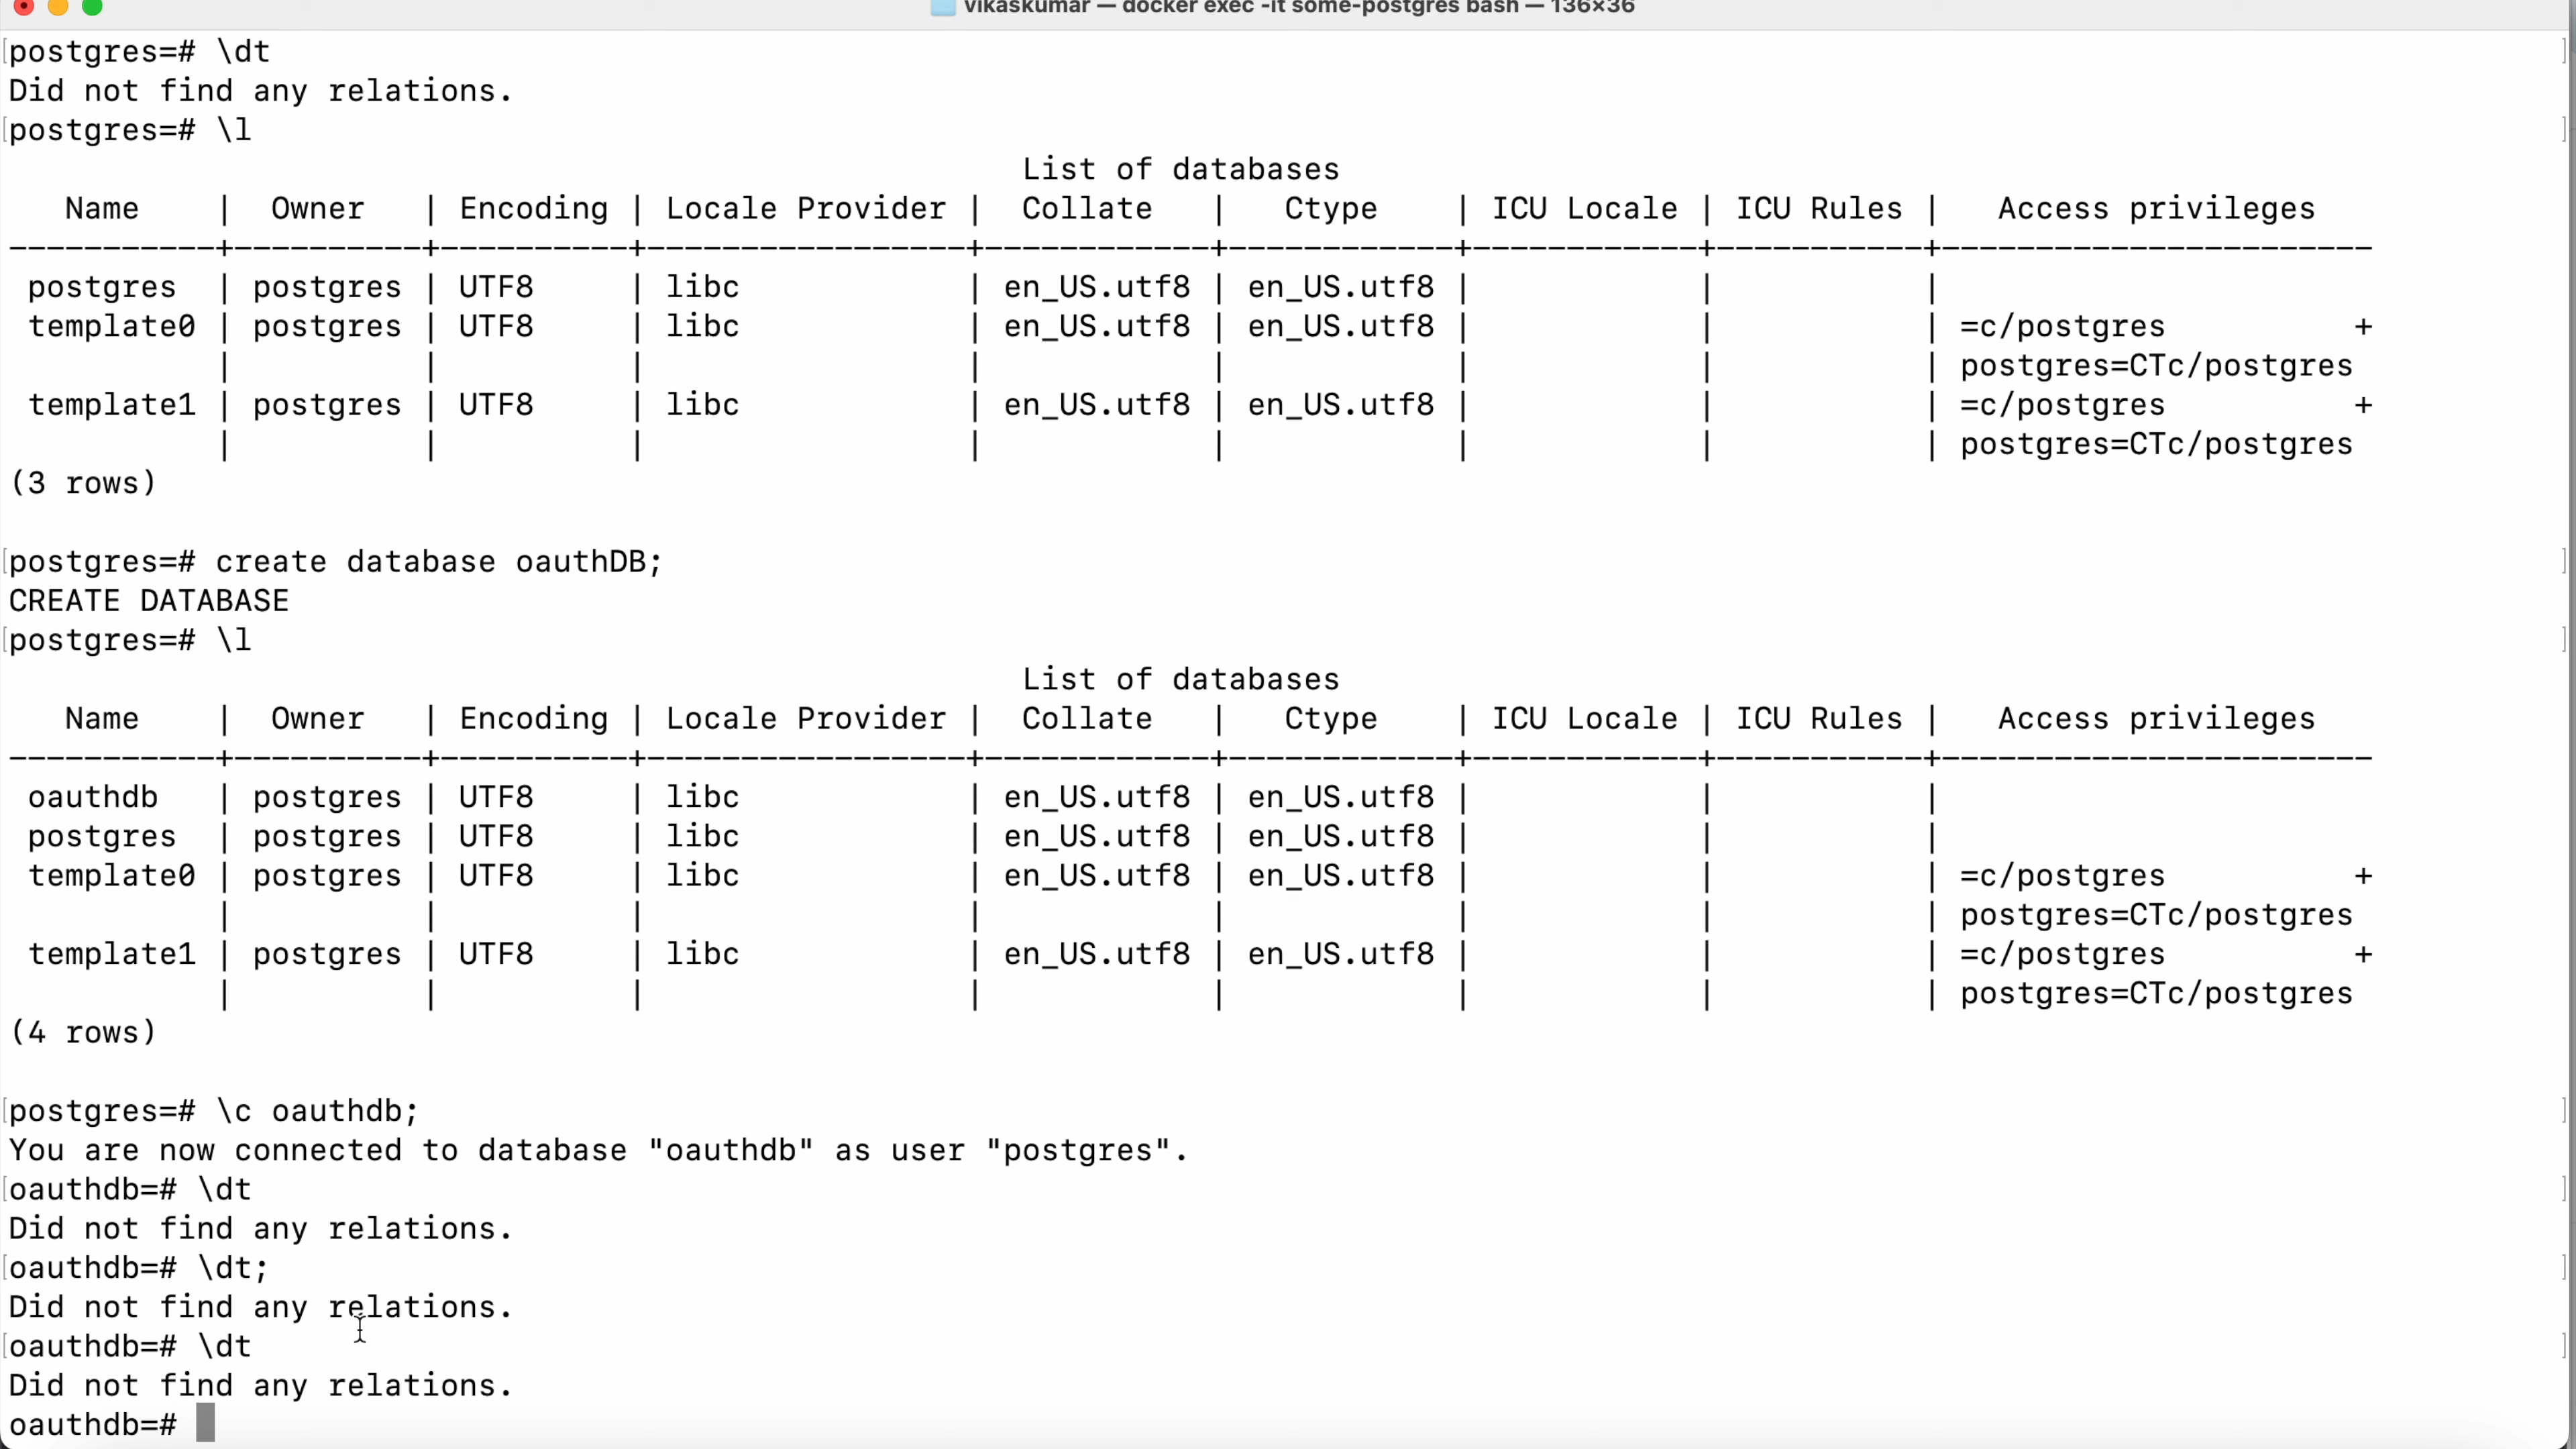 vikaskumar — docker exec -it some-postgres bash — 136×36
postgres=# \dt
Did not find any relations.
postgres=# \l
List of databases
Name | Owner | Encoding | Locale Provider | Collate | Ctype | ICU Locale | ICU Rules | Access privileges
-----------+----------+----------+-----------------+------------+------------+------------+-----------+-----------------------
postgres | postgres | UTF8 | libc | en_US.utf8 | en_US.utf8 | | |
template0 | postgres | UTF8 | libc | en_US.utf8 | en_US.utf8 | | | =c/postgres +
| | | | | | | | postgres=CTc/postgres
template1 | postgres | UTF8 | libc | en_US.utf8 | en_US.utf8 | | | =c/postgres +
| | | | | | | | postgres=CTc/postgres
(3 rows)
postgres=# create database oauthDB;
CREATE DATABASE
postgres=# \l
List of databases
Name | Owner | Encoding | Locale Provider | Collate | Ctype | ICU Locale | ICU Rules | Access privileges
-----------+----------+----------+-----------------+------------+------------+------------+-----------+-----------------------
oauthdb | postgres | UTF8 | libc | en_US.utf8 | en_US.utf8 | | |
postgres | postgres | UTF8 | libc | en_US.utf8 | en_US.utf8 | | |
template0 | postgres | UTF8 | libc | en_US.utf8 | en_US.utf8 | | | =c/postgres +
| | | | | | | | postgres=CTc/postgres
template1 | postgres | UTF8 | libc | en_US.utf8 | en_US.utf8 | | | =c/postgres +
| | | | | | | | postgres=CTc/postgres
(4 rows)
postgres=# \c oauthdb;
You are now connected to database "oauthdb" as user "postgres".
oauthdb=# \dt
Did not find any relations.
oauthdb=# \dt;
Did not find any relations.
oauthdb=# \dt
Did not find any relations.
oauthdb=#